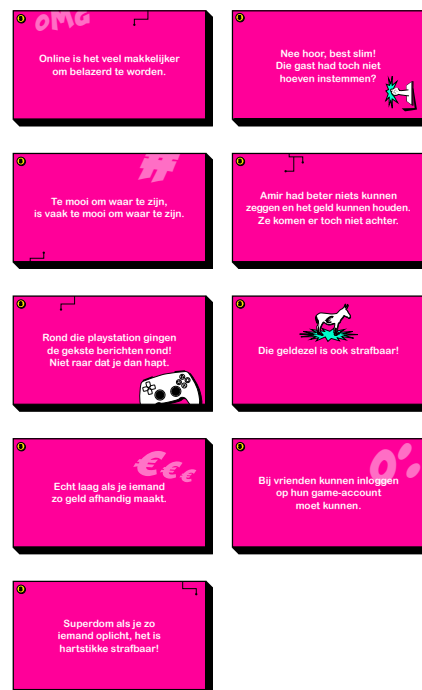 OMG
Online is het veel makkelijker
om belazerd te worden.
Nee hoor, best slim!
Die gast had toch niet
hoeven instemmen?
#
Te mooi om waar te zijn,
is vaak te mooi om waar te zijn.
Amir had beter niets kunnen
zeggen en het geld kunnen houden.
Ze komen er toch niet achter.
Rond die playstation gingen
de gekste berichten rond!
Niet raar dat je dan hapt.
Die geldezel is ook strafbaar!
€€€
Echt laag als je iemand
zo geld afhandig maakt.
Bij vrienden kunnen inloggen
op hun game-account
moet kunnen.
Superdom als je zo
iemand oplicht, het is
hartstikke strafbaar!